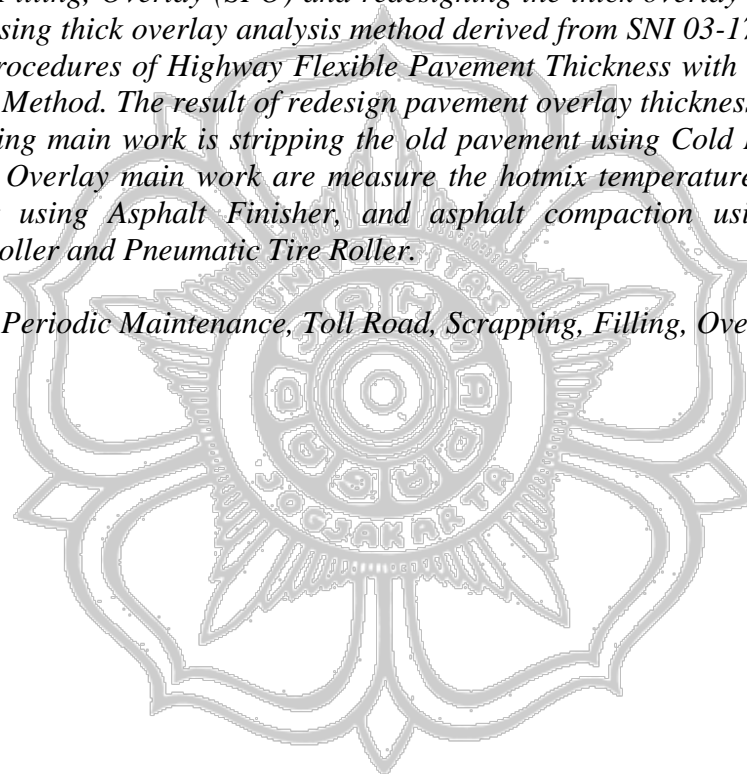 Filling, Overlay (SFO) and redesigning the thick overlay
sing thick overlay analysis method derived from SNI 03-17
rocedures of Highway Flexible Pavement Thickness with
Method. The result of redesign pavement overlay thickness
ing main work is stripping the old pavement using Cold
Overlay main work are measure the hotmix temperature
using Asphalt Finisher, and asphalt compaction usi
oller and Pneumatic Tire Roller.
Periodic Maintenance, Toll Road, Scrapping, Filling, Ove
UNIVERSITAS
JOGJAKARTA